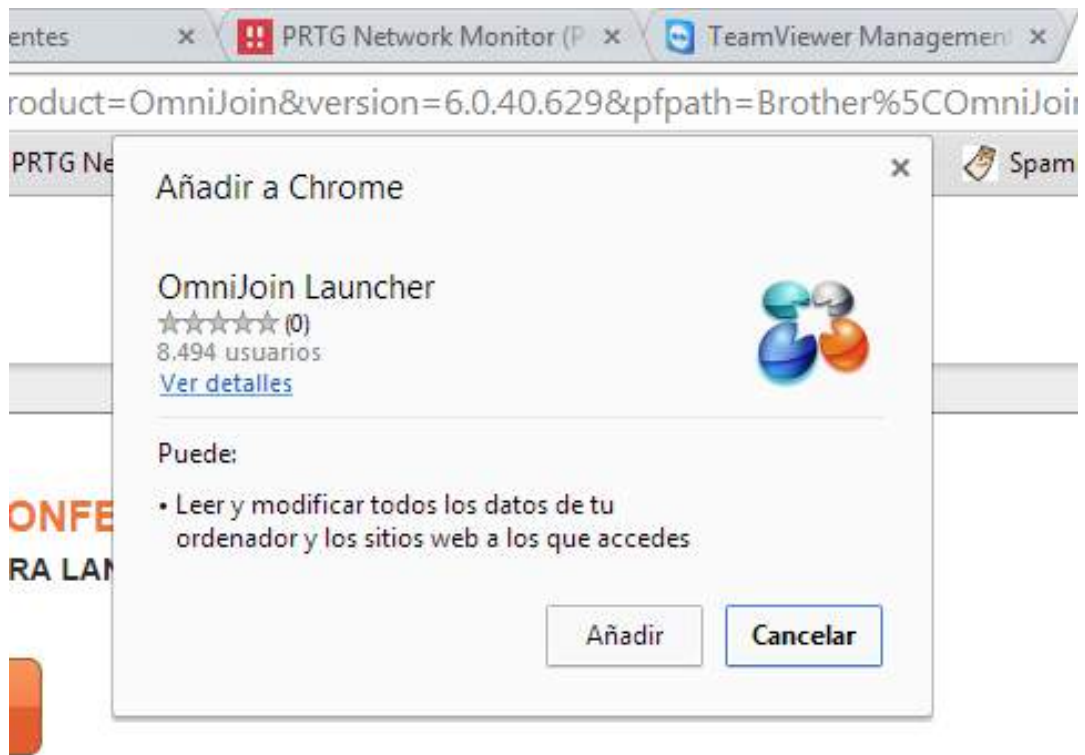 entes
PRTG Network Monitor (P
TeamViewer Management
roduct=OmniJoin&version=6.0.40.629&pfpath=Brother%5COmniJoin
PRTG Ne
Spam
Añadir a Chrome
OmniJoin Launcher
(0)
8.494 usuarios
Ver detalles
Puede:
• Leer y modificar todos los datos de tu
ordenador y los sitios web a los que accedes
ONFE
RA LAN
Añadir
Cancelar